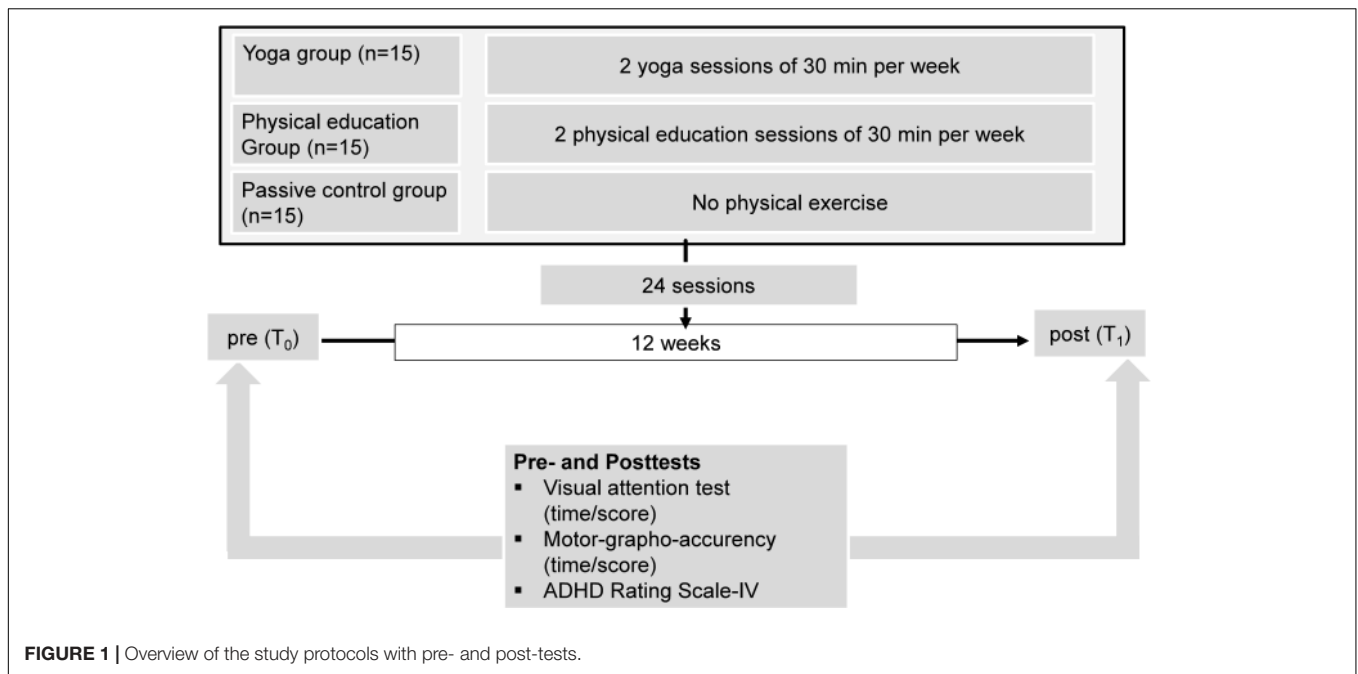 Yoga group (n=15)
2 yoga sessions of 30 min per week
Physical education
Group (n=15)
2 physical education sessions of 30 min per week
Passive control group
(n=15)
No physical exercise
24 sessions
pre (T₀)
12 weeks
post (T₁)
Pre- and Posttests
▪ Visual attention test
(time/score)
▪ Motor-grapho-accurency
(time/score)
▪ ADHD Rating Scale-IV
FIGURE 1 | Overview of the study protocols with pre- and post-tests.